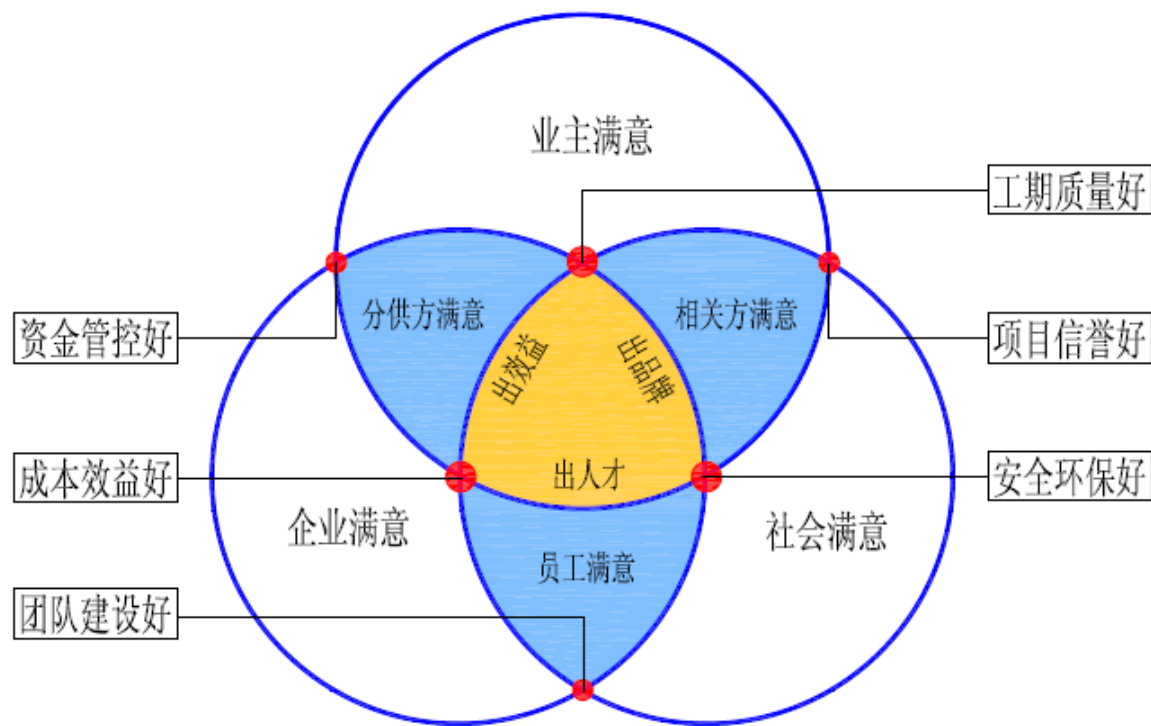 业主满意
工期质量好
分供方满意
相关方满意
资金管控好
出效益
出品牌
项目信誉好
成本效益好
出人才
安全环保好
企业满意
社会满意
员工满意
团队建设好